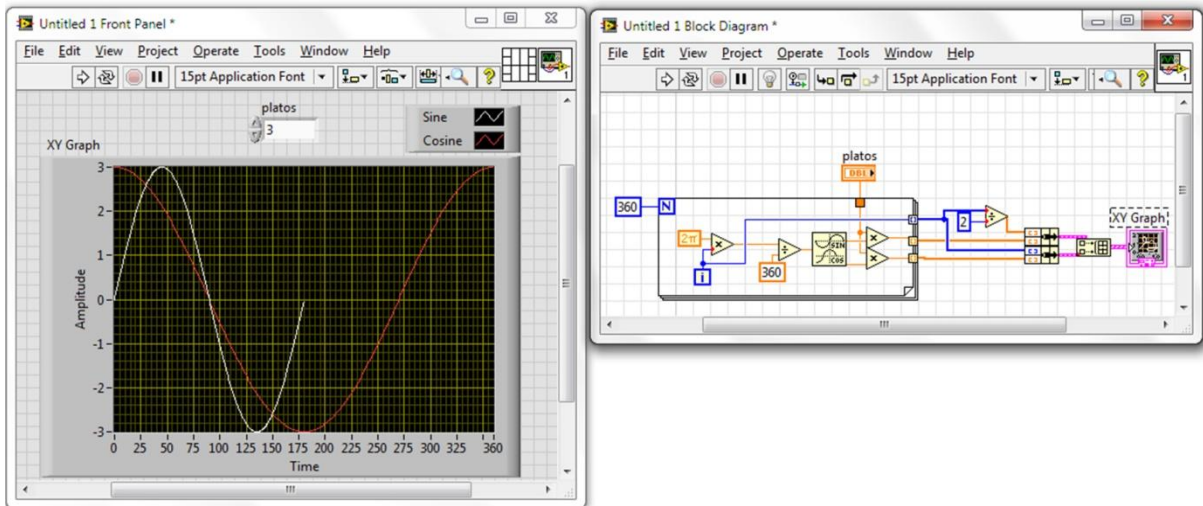 Untitled 1 Front Panel *
File Edit View Project Operate Tools Window Help
15pt Application Font
1
platos
3
Sine
Cosine
XY Graph
3
2
1
0
-1
-2
-3
Amplitude
0 25 50 75 100 125 150 175 200 225 250 275 300 325 360
Time
Untitled 1 Block Diagram *
File Edit View Project Operate Tools Window Help
15pt Application Font
1
platos
DBL
360 N
2π
i
360
SIN
COS
2
XY Graph